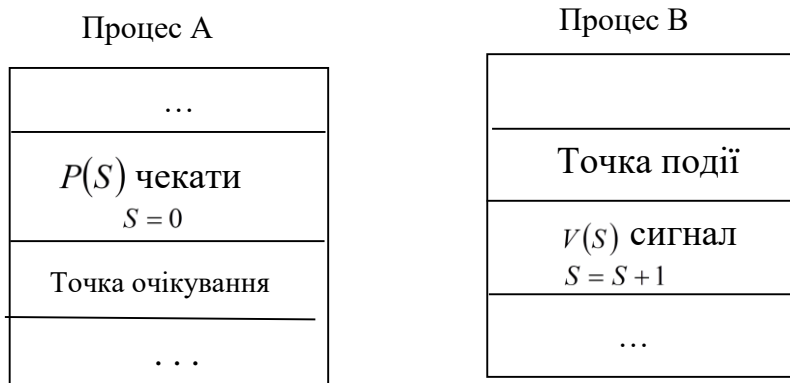 Процес А
…
P(S) чекати
S = 0
Точка очікування
. . .
Процес В
Точка події
V(S) сигнал
S = S + 1
…